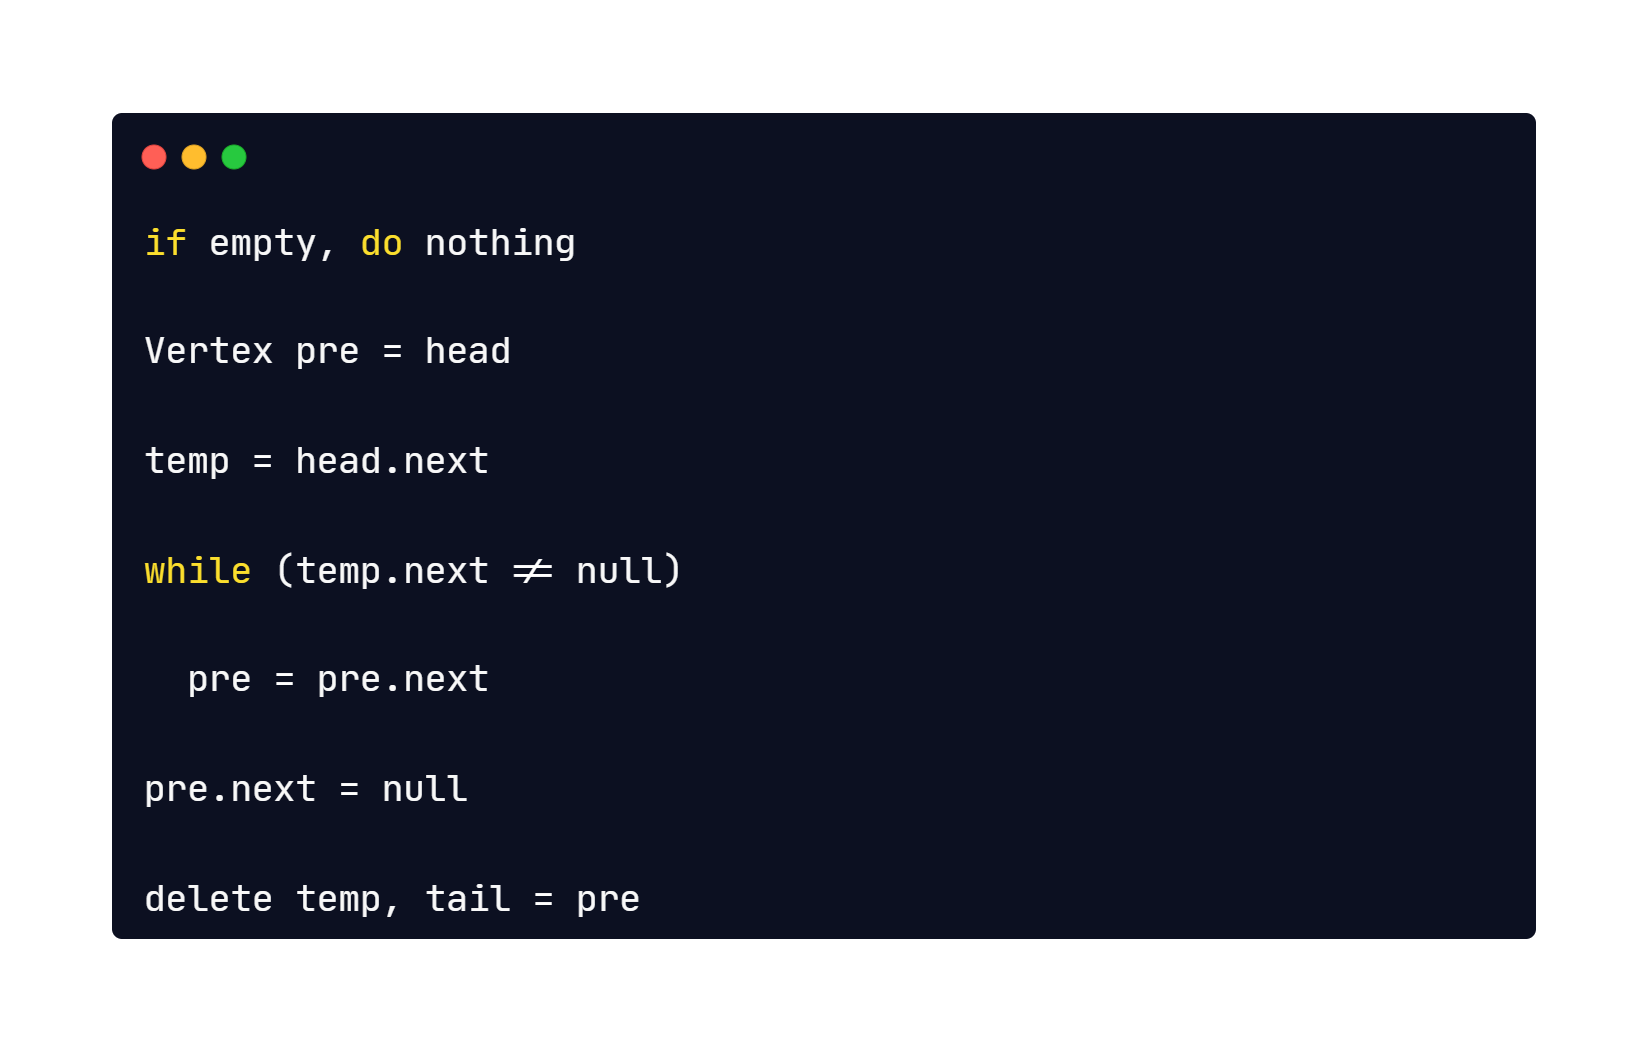 if empty, do nothing
Vertex pre = head
temp = head.next
while (temp.next != null)
pre = pre.next
pre.next = null
delete temp, tail = pre